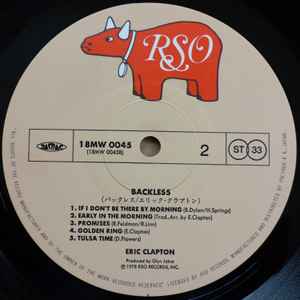 RSO
18MW 0045
(18MW 0045B)
2
ST 33
BACKLESS
(バックレス/エリック・クラプトン)
1. IF I DON'T BE THERE BY MORNING (B.Dylan/H.Springs)
2. EARLY IN THE MORNING (Trad.,Arr. by E.Clapton)
3. PROMISES (R.Feldman/R.Linn)
4. GOLDEN RING (E.Clapton)
5. TULSA TIME (D.Flowers)
ERIC CLAPTON
Produced by Glyn Johns
℗ 1978 RSO RECORDS, INC.